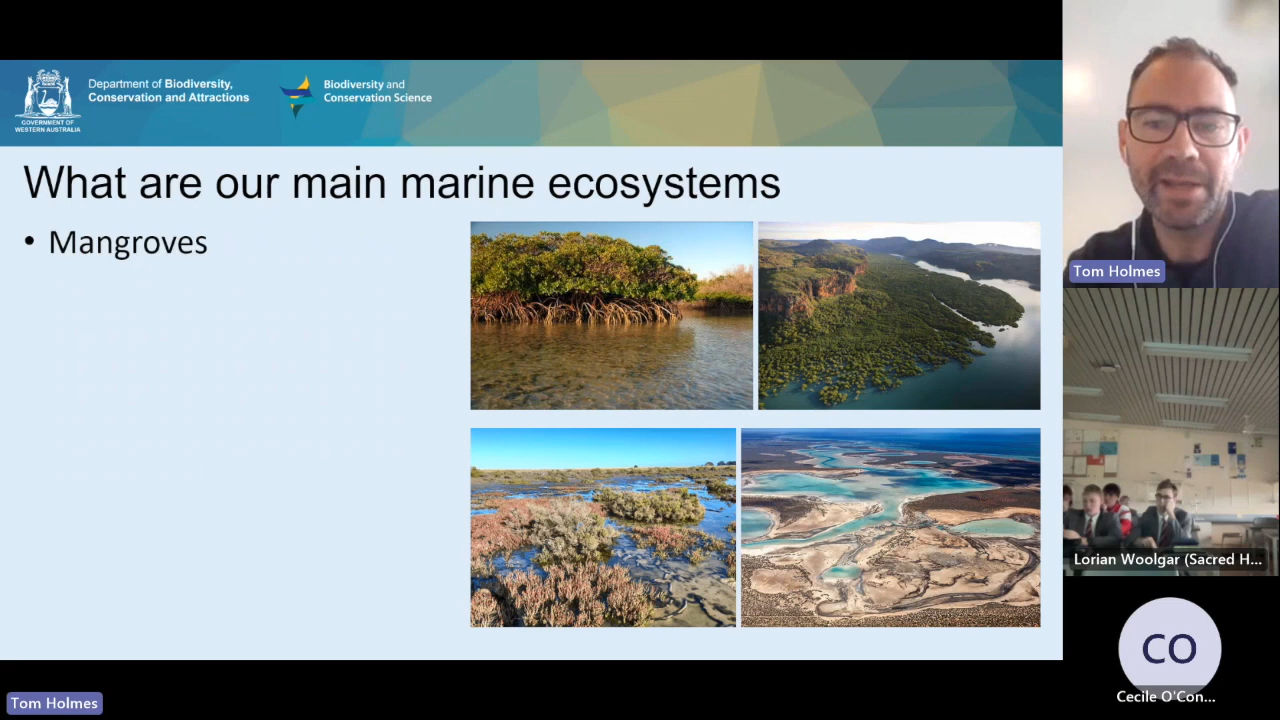 GOVERNMENT OF
WESTERN AUSTRALIA
Department of Biodiversity,
Conservation and Attractions
Biodiversity and
Conservation Science
What are our main marine ecosystems
• Mangroves
Tom Holmes
Lorian Woolgar (Sacred H...
CO
Cecile O'Con...
Tom Holmes